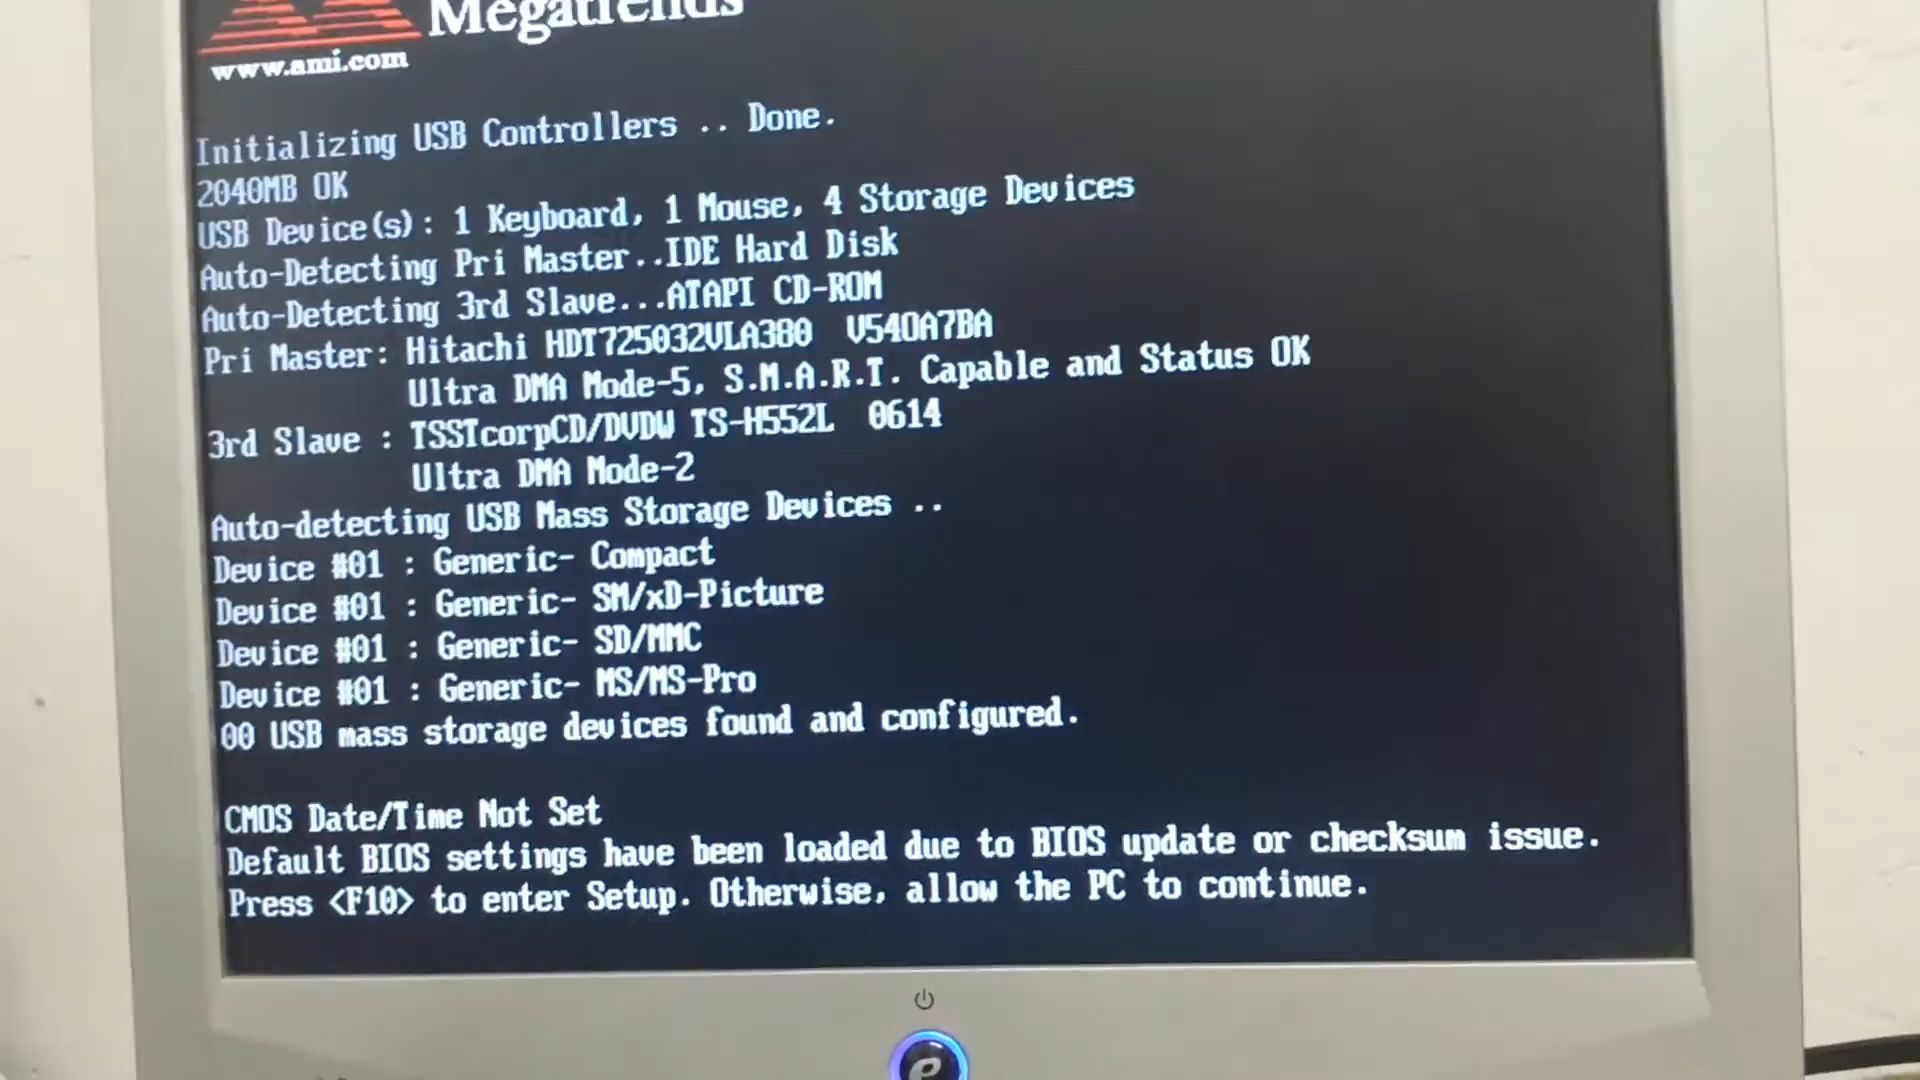 Megatrends
www.ami.com
Initializing USB Controllers .. Done.
2040MB OK
USB Device(s): 1 Keyboard, 1 Mouse, 4 Storage Devices
Auto-Detecting Pri Master..IDE Hard Disk
Auto-Detecting 3rd Slave...ATAPI CD-ROM
Pri Master: Hitachi HDT725032VLA380  V54OA7BA
Ultra DMA Mode-5, S.M.A.R.T. Capable and Status OK
3rd Slave : TSSTcorpCD/DVDW TS-H552L  0614
Ultra DMA Mode-2
Auto-detecting USB Mass Storage Devices ..
Device #01 : Generic- Compact
Device #01 : Generic- SM/xD-Picture
Device #01 : Generic- SD/MMC
Device #01 : Generic- MS/MS-Pro
00 USB mass storage devices found and configured.
CMOS Date/Time Not Set
Default BIOS settings have been loaded due to BIOS update or checksum issue.
Press <F10> to enter Setup. Otherwise, allow the PC to continue.
e